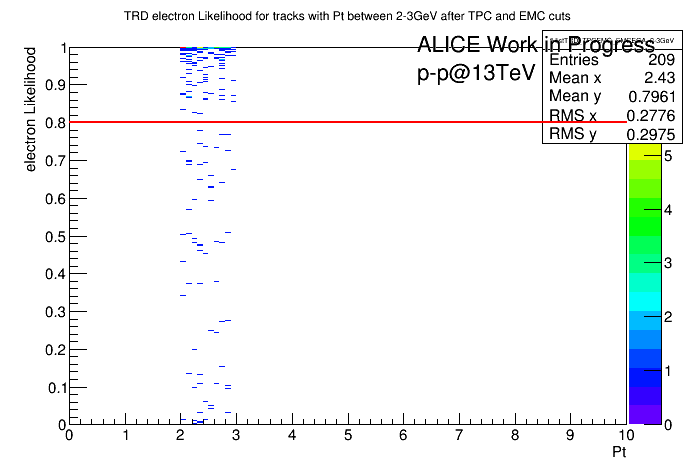 TRD electron Likelihood for tracks with Pt between 2-3GeV after TPC and EMC cuts
ALICE Work in Progress
p-p@13TeV
Entries 209
Mean x 2.43
Mean y 0.7961
RMS x 0.2776
RMS y 0.2975
electron Likelihood
1
0.9
0.8
0.7
0.6
0.5
0.4
0.3
0.2
0.1
0
0 1 2 3 4 5 6 7 8 9 10
Pt
5
4
3
2
1
0